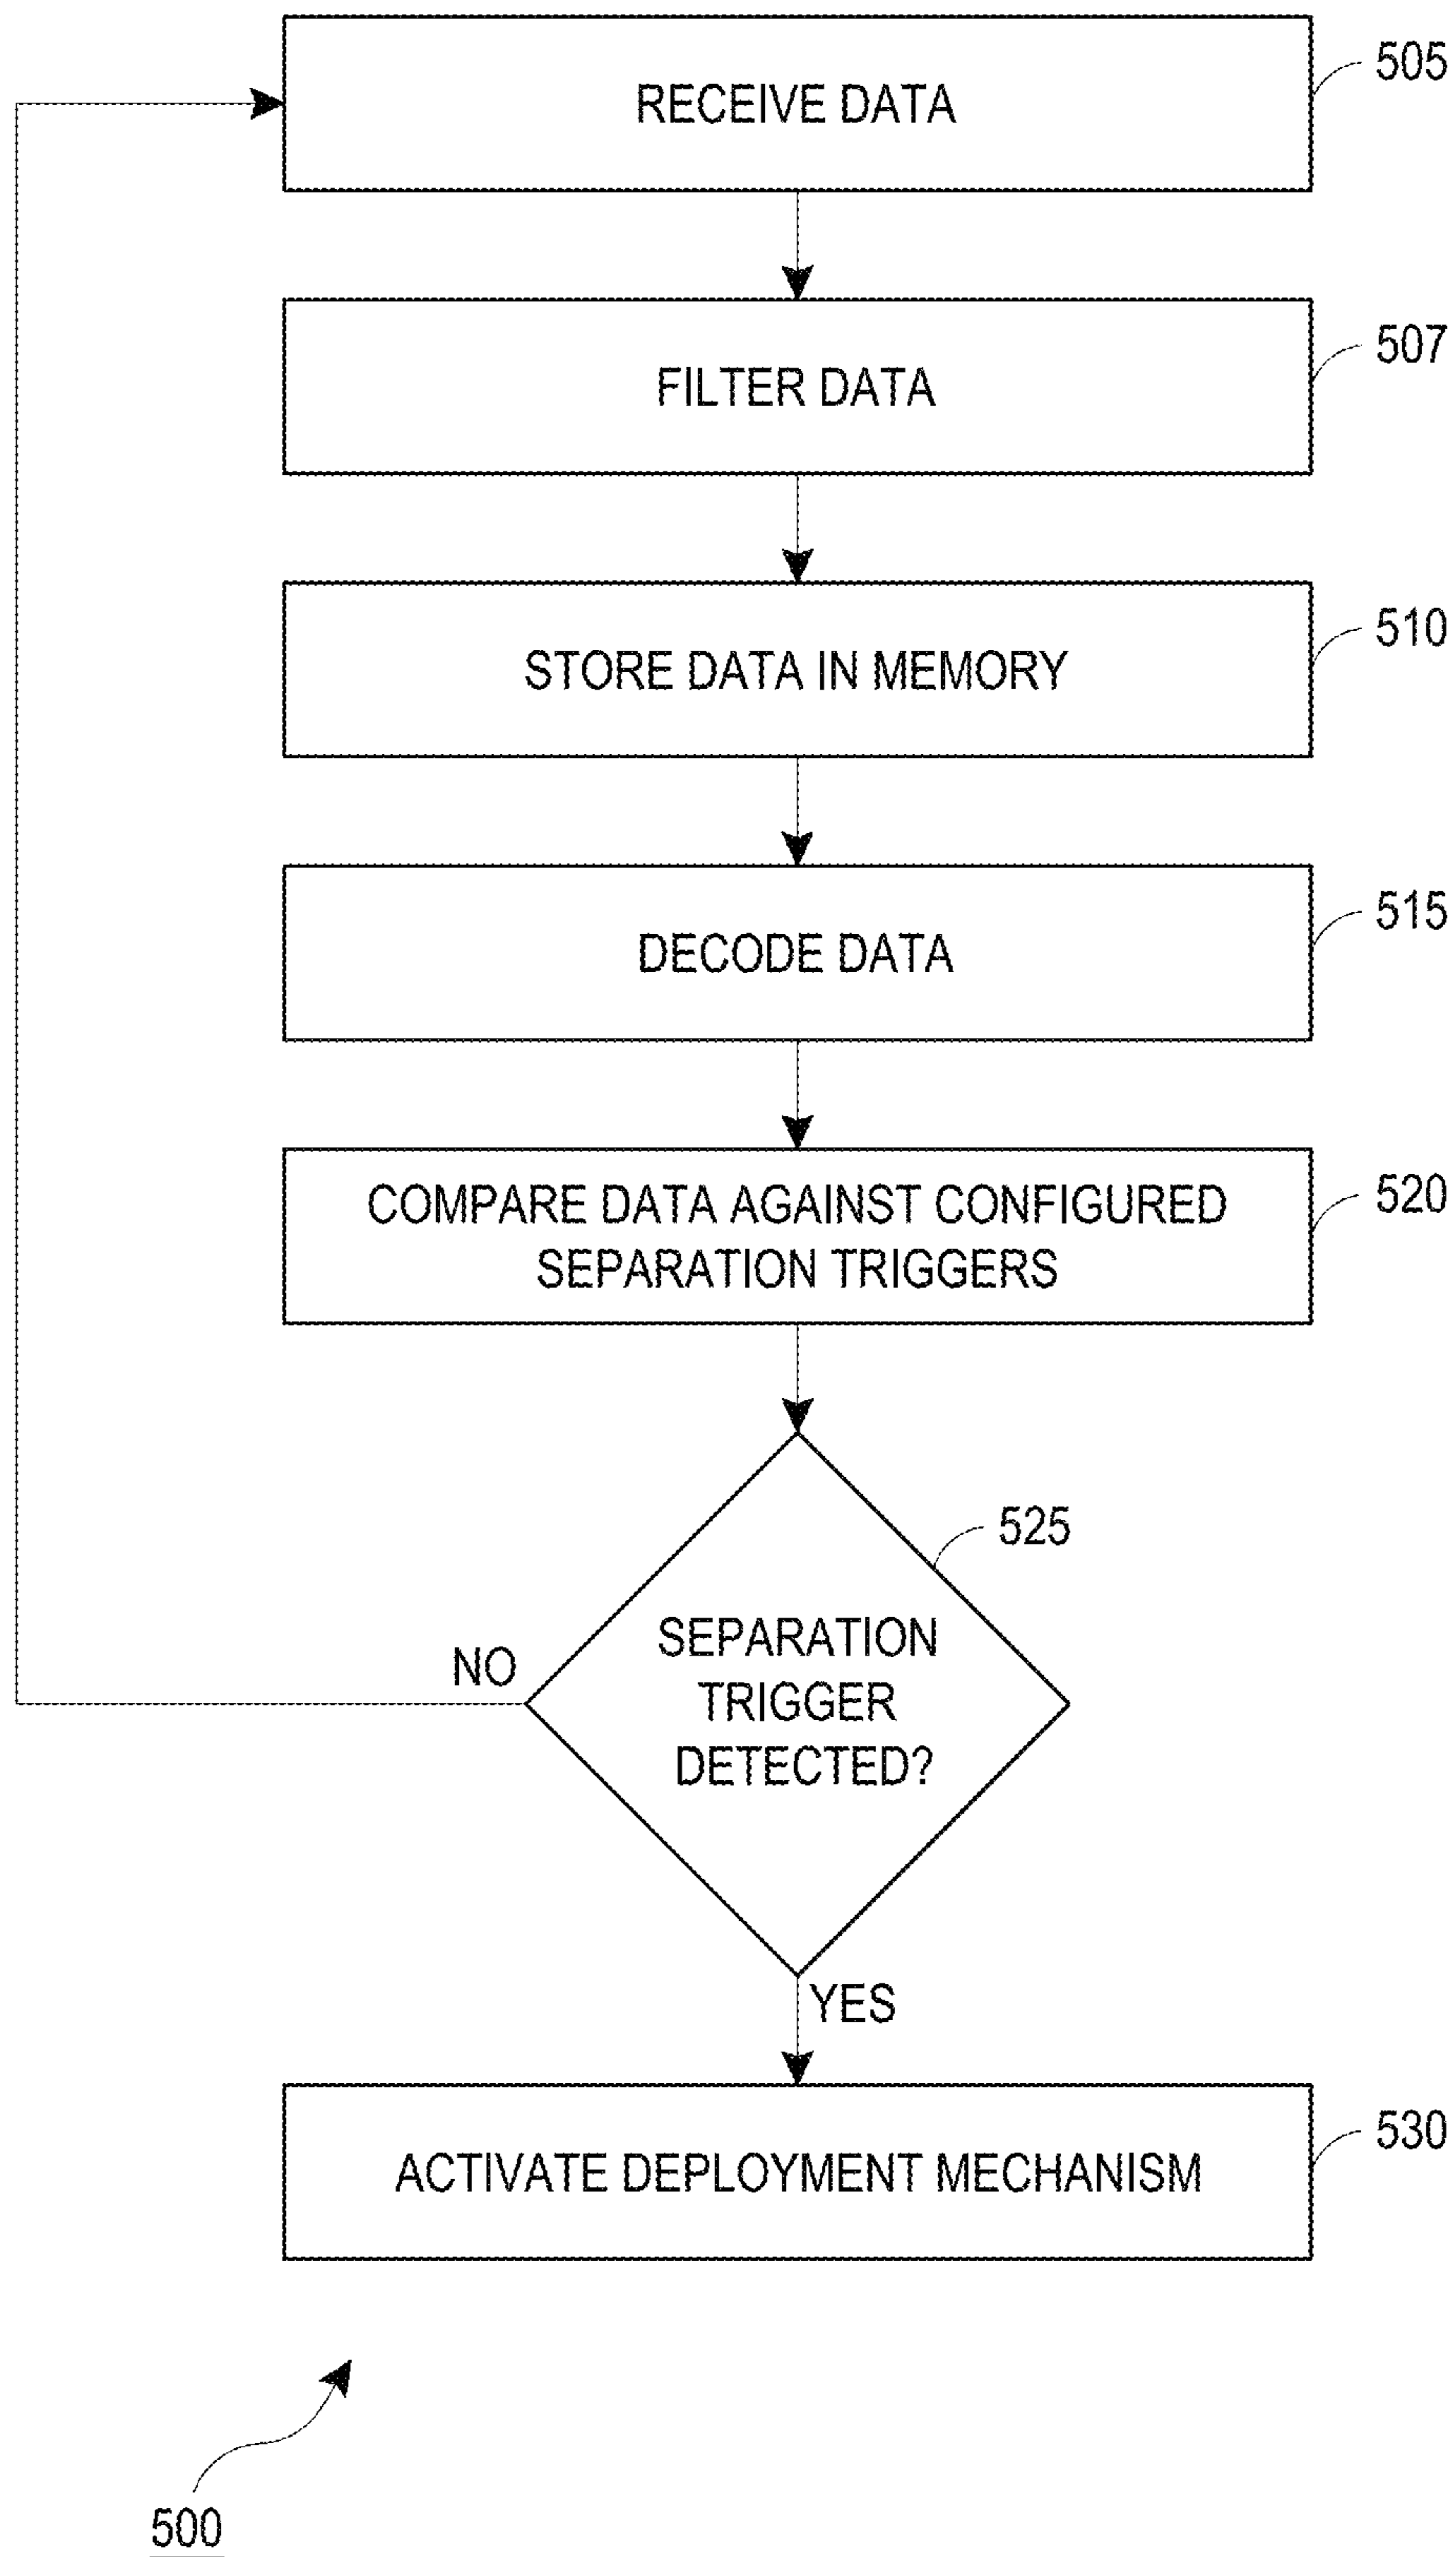 RECEIVE DATA
505
FILTER DATA
507
STORE DATA IN MEMORY
510
DECODE DATA
515
COMPARE DATA AGAINST CONFIGURED
SEPARATION TRIGGERS
520
525
SEPARATION
TRIGGER
DETECTED?
NO
YES
ACTIVATE DEPLOYMENT MECHANISM
530
500